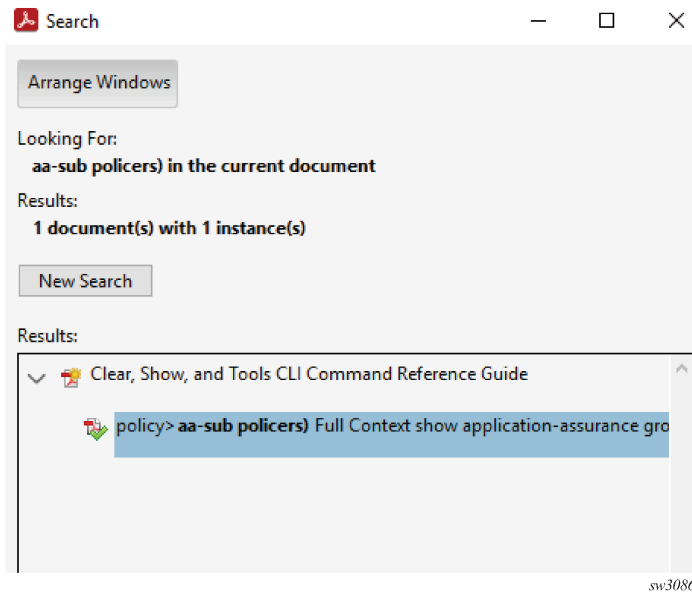 Search
Arrange Windows
Looking For:
aa-sub policers) in the current document
Results:
1 document(s) with 1 instance(s)
New Search
Results:
Clear, Show, and Tools CLI Command Reference Guide
policy> aa-sub policers) Full Context show application-assurance gro
sw3086